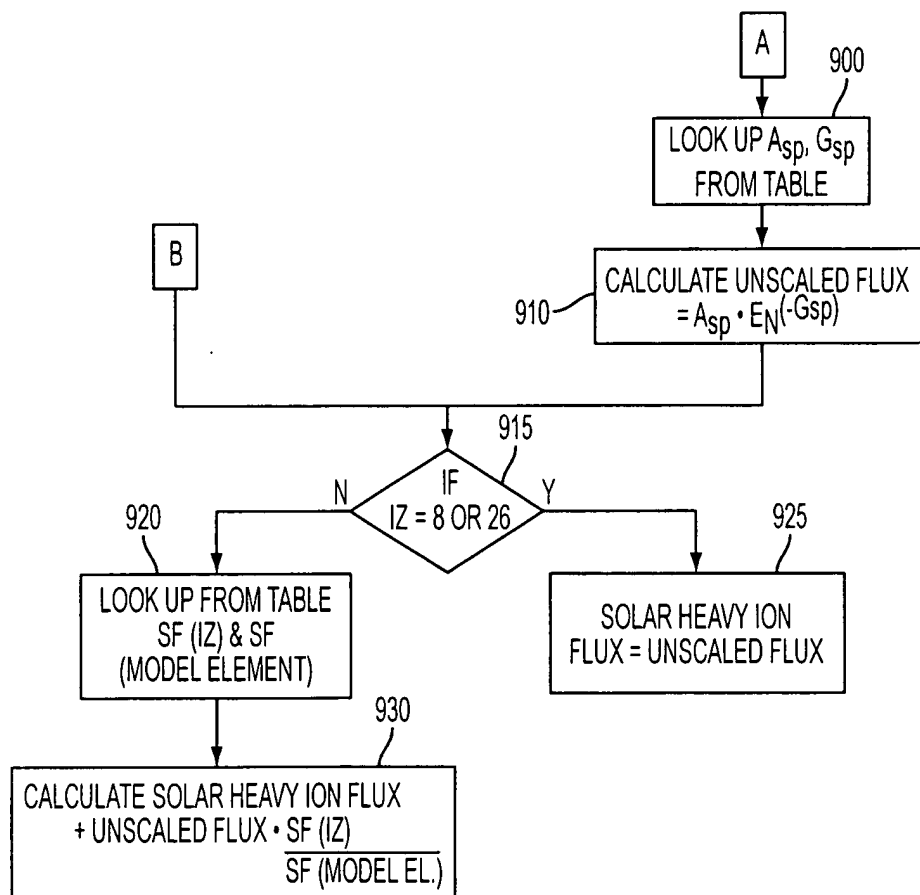 A
900
LOOK UP Asp, Gsp
FROM TABLE
B
910
CALCULATE UNSCALED FLUX
= Asp • EN(-Gsp)
915
N
IF
IZ = 8 OR 26
Y
920
LOOK UP FROM TABLE
SF (IZ) & SF
(MODEL ELEMENT)
925
SOLAR HEAVY ION
FLUX = UNSCALED FLUX
930
CALCULATE SOLAR HEAVY ION FLUX
+ UNSCALED FLUX • SF (IZ)
SF (MODEL EL.)